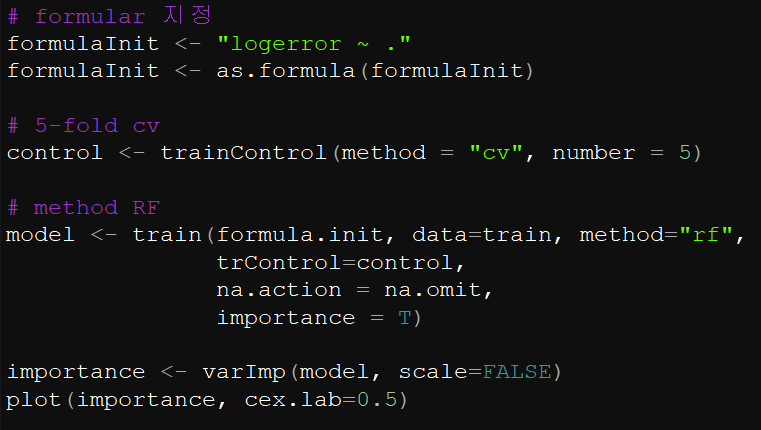 # formular 지정
formulaInit <- "logerror ~ ."
formulaInit <- as.formula(formulaInit)
# 5-fold cv
control <- trainControl(method = "cv", number = 5)
# method RF
model <- train(formula.init, data=train, method="rf",
trControl=control,
na.action = na.omit,
importance = T)
importance <- varImp(model, scale=FALSE)
plot(importance, cex.lab=0.5)